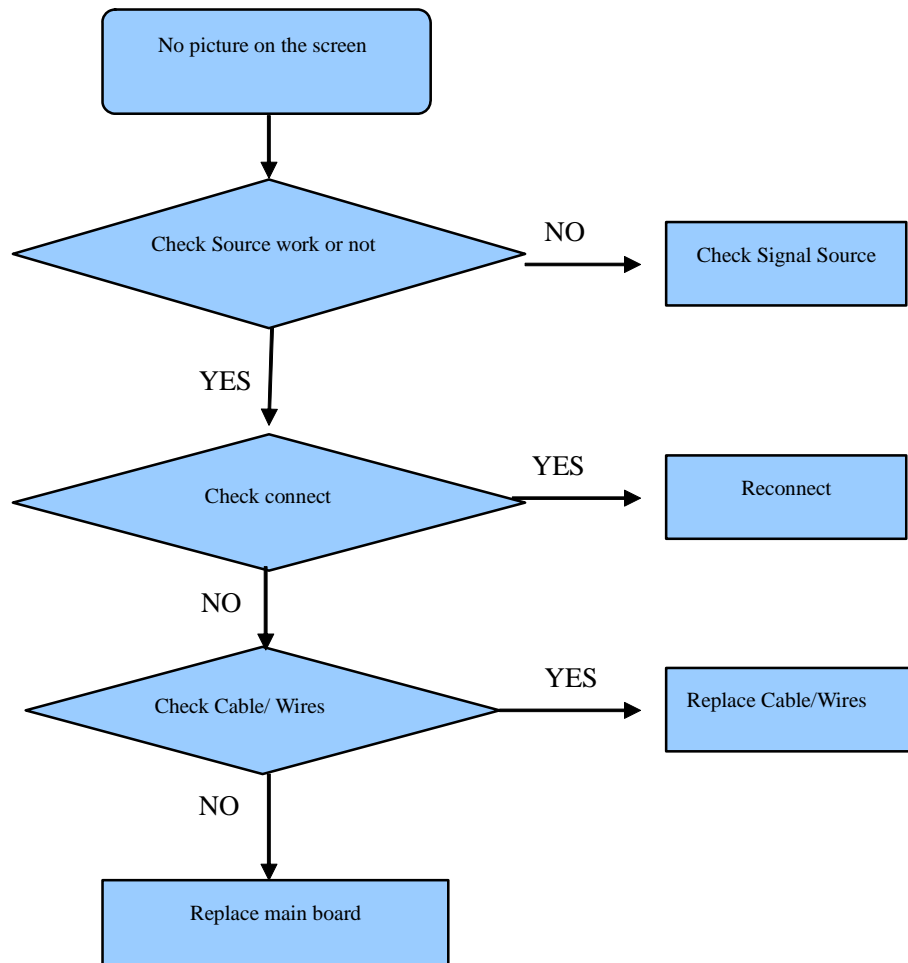 No picture on the screen
Check Source work or not
NO
Check Signal Source
YES
Check connect
YES
Reconnect
NO
Check Cable/ Wires
YES
Replace Cable/Wires
NO
Replace main board